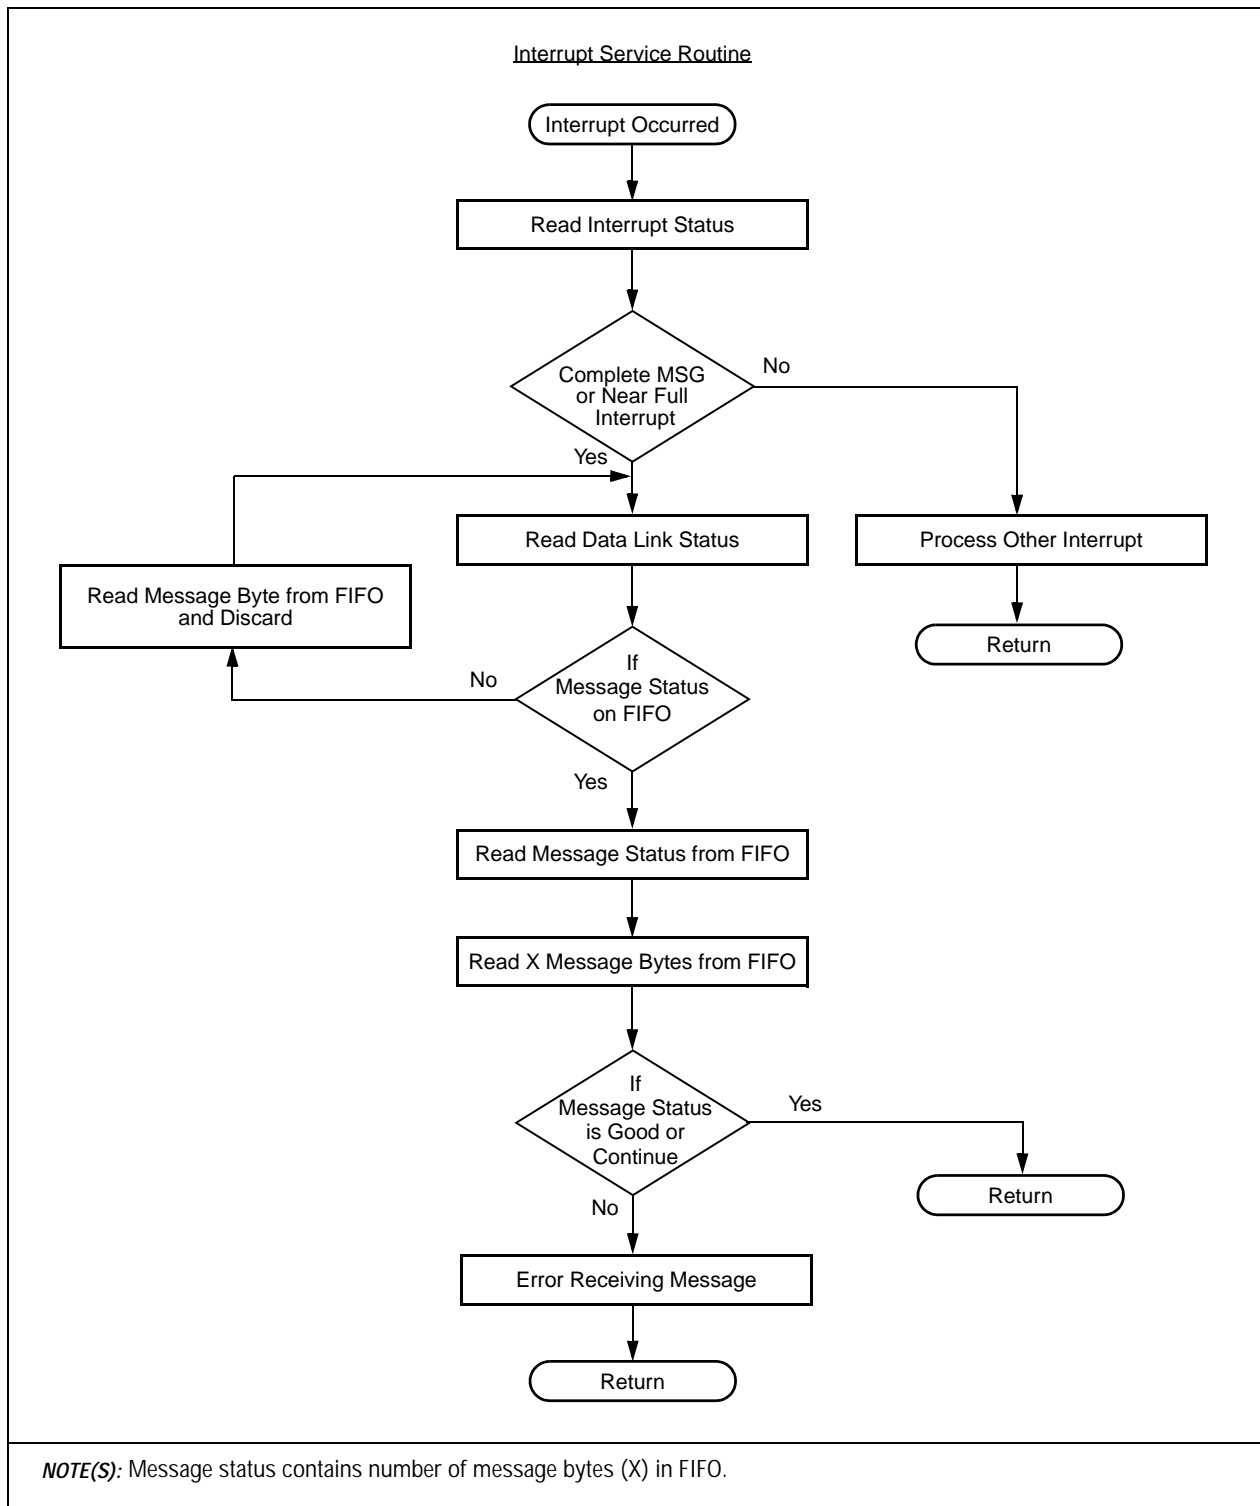 Interrupt Service Routine
Interrupt Occurred
Read Interrupt Status
Complete MSG
or Near Full
Interrupt
No
Yes
Read Data Link Status
Process Other Interrupt
Read Message Byte from FIFO
and Discard
Return
If
Message Status
on FIFO
No
Yes
Read Message Status from FIFO
Read X Message Bytes from FIFO
If
Message Status
is Good or
Continue
Yes
Return
No
Error Receiving Message
Return
NOTE(S): Message status contains number of message bytes (X) in FIFO.